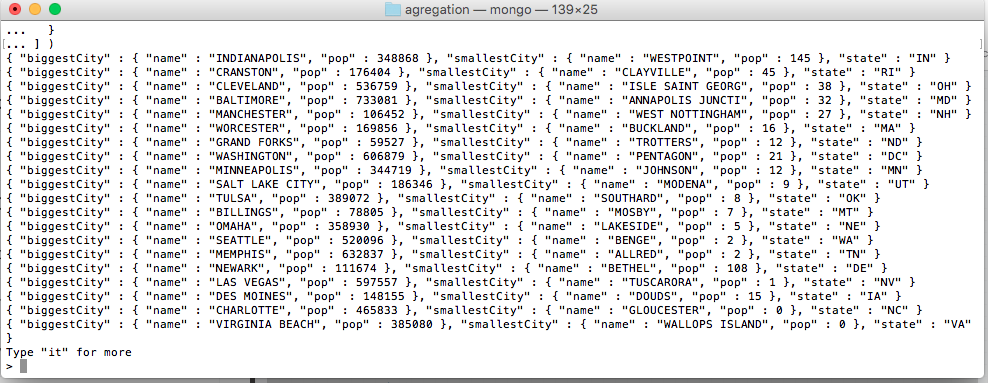 agregation — mongo — 139×25
...   }
[... ] )
{ "biggestCity" : { "name" : "INDIANAPOLIS", "pop" : 348868 }, "smallestCity" : { "name" : "WESTPOINT", "pop" : 145 }, "state" : "IN" }
{ "biggestCity" : { "name" : "CRANSTON", "pop" : 176404 }, "smallestCity" : { "name" : "CLAYVILLE", "pop" : 45 }, "state" : "RI" }
{ "biggestCity" : { "name" : "CLEVELAND", "pop" : 536759 }, "smallestCity" : { "name" : "ISLE SAINT GEORG", "pop" : 38 }, "state" : "OH" }
{ "biggestCity" : { "name" : "BALTIMORE", "pop" : 733081 }, "smallestCity" : { "name" : "ANNAPOLIS JUNCTI", "pop" : 32 }, "state" : "MD" }
{ "biggestCity" : { "name" : "MANCHESTER", "pop" : 106452 }, "smallestCity" : { "name" : "WEST NOTTINGHAM", "pop" : 27 }, "state" : "NH" }
{ "biggestCity" : { "name" : "WORCESTER", "pop" : 169856 }, "smallestCity" : { "name" : "BUCKLAND", "pop" : 16 }, "state" : "MA" }
{ "biggestCity" : { "name" : "GRAND FORKS", "pop" : 59527 }, "smallestCity" : { "name" : "TROTTERS", "pop" : 12 }, "state" : "ND" }
{ "biggestCity" : { "name" : "WASHINGTON", "pop" : 606879 }, "smallestCity" : { "name" : "PENTAGON", "pop" : 21 }, "state" : "DC" }
{ "biggestCity" : { "name" : "MINNEAPOLIS", "pop" : 344719 }, "smallestCity" : { "name" : "JOHNSON", "pop" : 12 }, "state" : "MN" }
{ "biggestCity" : { "name" : "SALT LAKE CITY", "pop" : 186346 }, "smallestCity" : { "name" : "MODENA", "pop" : 9 }, "state" : "UT" }
{ "biggestCity" : { "name" : "TULSA", "pop" : 389072 }, "smallestCity" : { "name" : "SOUTHARD", "pop" : 8 }, "state" : "OK" }
{ "biggestCity" : { "name" : "BILLINGS", "pop" : 78805 }, "smallestCity" : { "name" : "MOSBY", "pop" : 7 }, "state" : "MT" }
{ "biggestCity" : { "name" : "OMAHA", "pop" : 358930 }, "smallestCity" : { "name" : "LAKESIDE", "pop" : 5 }, "state" : "NE" }
{ "biggestCity" : { "name" : "SEATTLE", "pop" : 520096 }, "smallestCity" : { "name" : "BENGE", "pop" : 2 }, "state" : "WA" }
{ "biggestCity" : { "name" : "MEMPHIS", "pop" : 632837 }, "smallestCity" : { "name" : "ALLRED", "pop" : 2 }, "state" : "TN" }
{ "biggestCity" : { "name" : "NEWARK", "pop" : 111674 }, "smallestCity" : { "name" : "BETHEL", "pop" : 108 }, "state" : "DE" }
{ "biggestCity" : { "name" : "LAS VEGAS", "pop" : 597557 }, "smallestCity" : { "name" : "TUSCARORA", "pop" : 1 }, "state" : "NV" }
{ "biggestCity" : { "name" : "DES MOINES", "pop" : 148155 }, "smallestCity" : { "name" : "DOUDS", "pop" : 15 }, "state" : "IA" }
{ "biggestCity" : { "name" : "CHARLOTTE", "pop" : 465833 }, "smallestCity" : { "name" : "GLOUCESTER", "pop" : 0 }, "state" : "NC" }
{ "biggestCity" : { "name" : "VIRGINIA BEACH", "pop" : 385080 }, "smallestCity" : { "name" : "WALLOPS ISLAND", "pop" : 0 }, "state" : "VA"
}
Type "it" for more
>